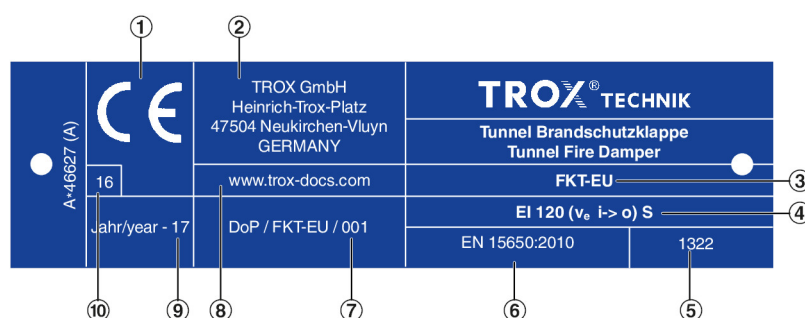 ① ②
A*46627 (A)
CE
16
Jahr/year - 17
TROX GmbH
Heinrich-Trox-Platz
47504 Neukirchen-Vluyn
GERMANY
www.trox-docs.com
DoP / FKT-EU / 001
TROX® TECHNIK
Tunnel Brandschutzklappe
Tunnel Fire Damper
FKT-EU
③
EI 120 (vₑ i-> o) S
④
EN 15650:2010
1322
⑩ ⑨ ⑧ ⑦ ⑥ ⑤